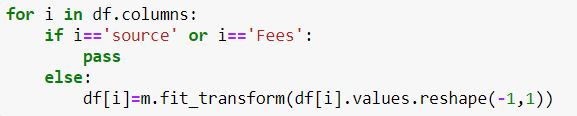 for i in df.columns:
    if i=='source' or i=='Fees':
        pass
    else:
        df[i]=m.fit_transform(df[i].values.reshape(-1,1))